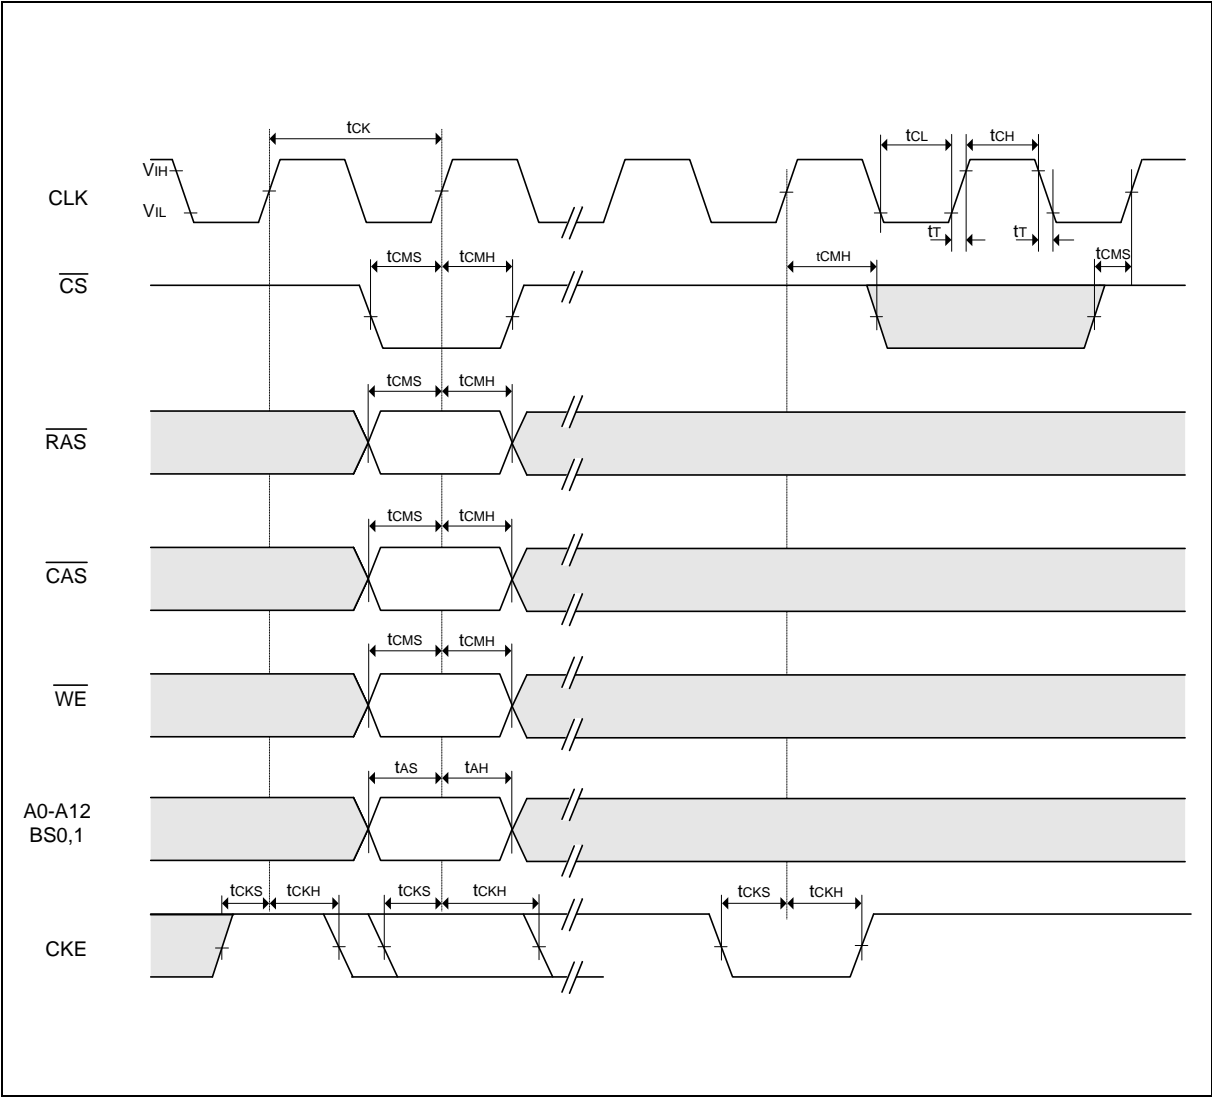 tCK
tCL tCH
VIH
CLK
VIL
tT tT
tCMS tCMH tCMH tCMS
CS
tCMS tCMH
RAS
tCMS tCMH
CAS
tCMS tCMH
WE
tAS tAH
A0-A12
BS0,1
tCKS tCKH tCKS tCKH tCKS tCKH
CKE